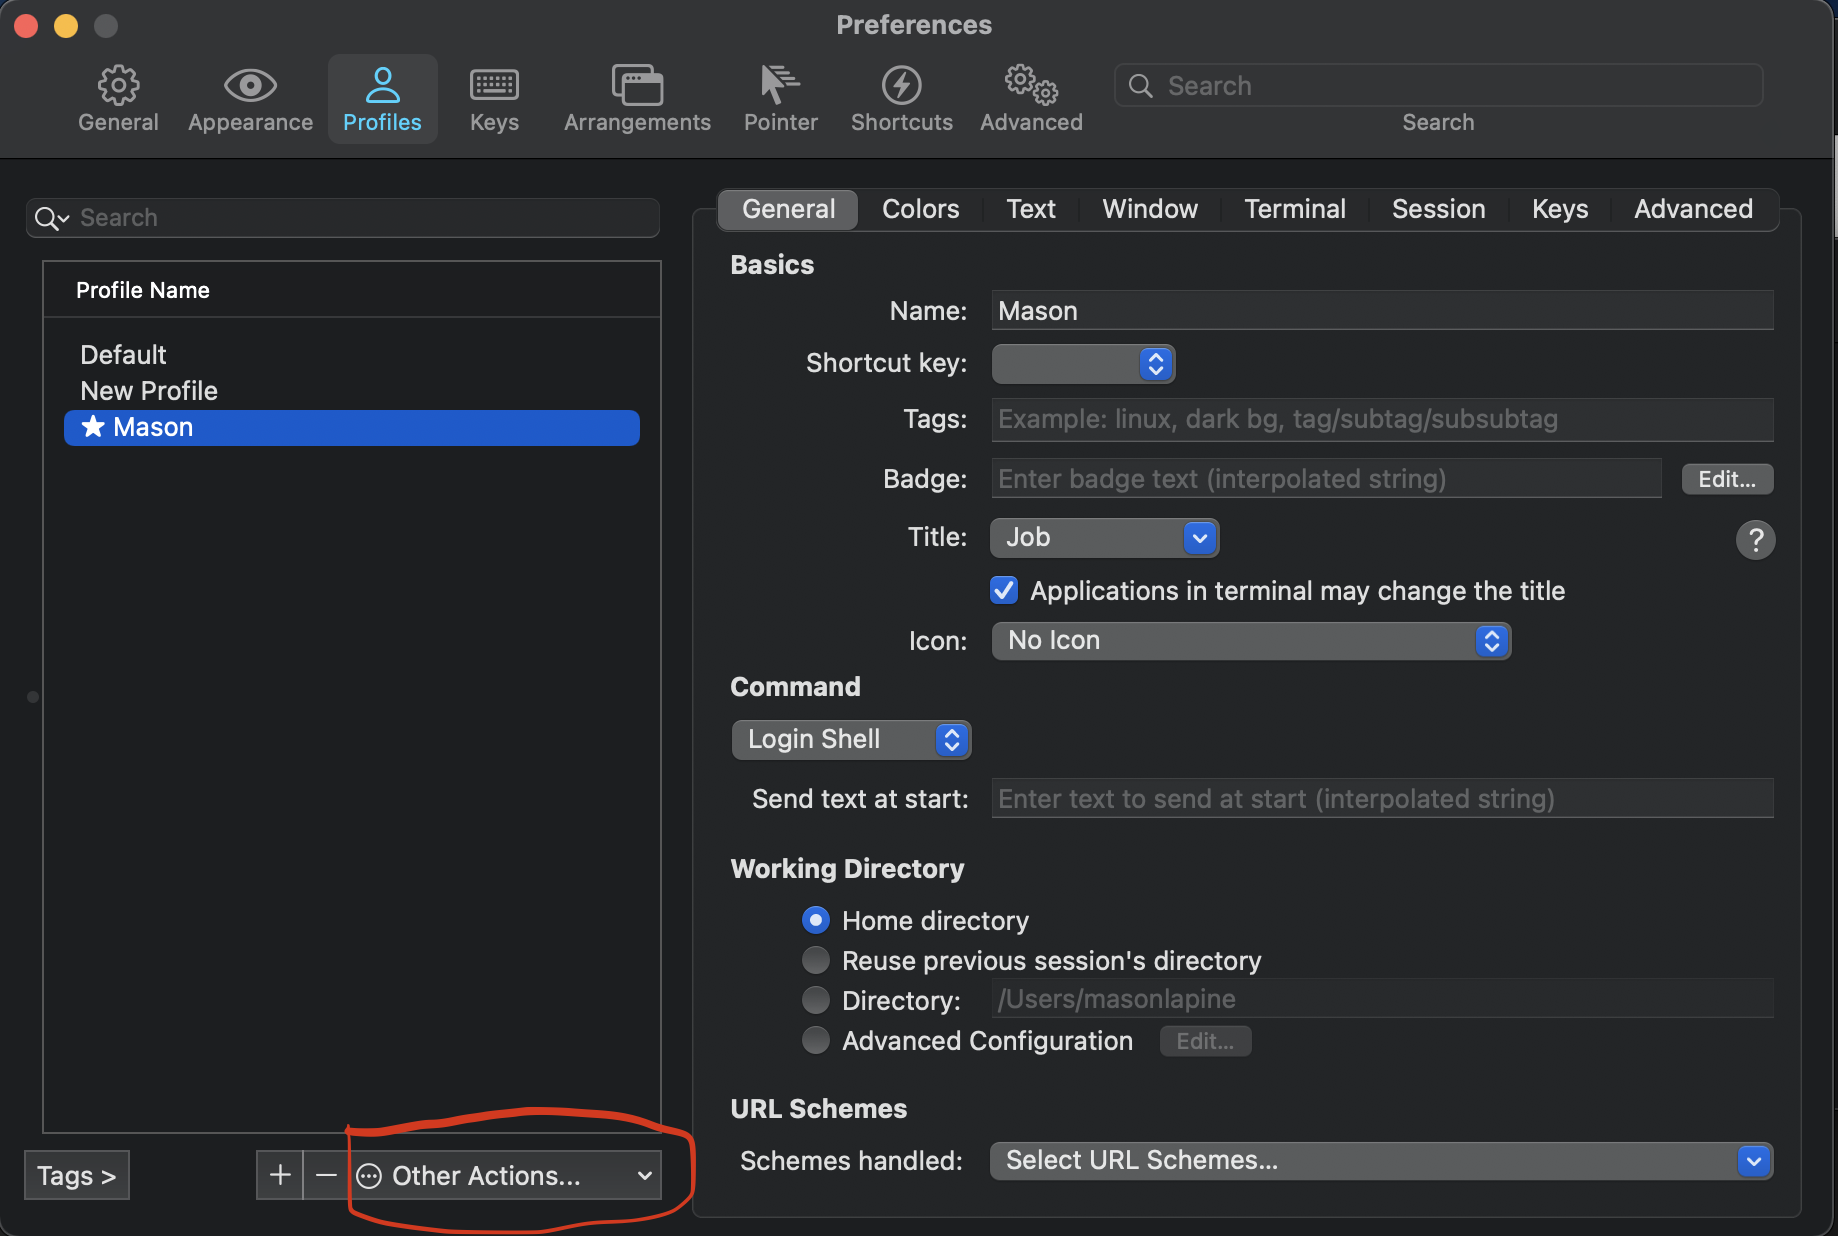 Preferences
General Appearance Profiles Keys Arrangements Pointer Shortcuts Advanced Search
Search
Search
Profile Name
Default
New Profile
Mason
Tags >
+ − Other Actions...
General Colors Text Window Terminal Session Keys Advanced
Basics
Name: Mason
Shortcut key:
Tags: Example: linux, dark bg, tag/subtag/subsubtag
Badge: Enter badge text (interpolated string) Edit...
Title: Job ?
Applications in terminal may change the title
Icon: No Icon
Command
Login Shell
Send text at start: Enter text to send at start (interpolated string)
Working Directory
Home directory
Reuse previous session's directory
Directory: /Users/masonlapine
Advanced Configuration Edit...
URL Schemes
Schemes handled: Select URL Schemes...